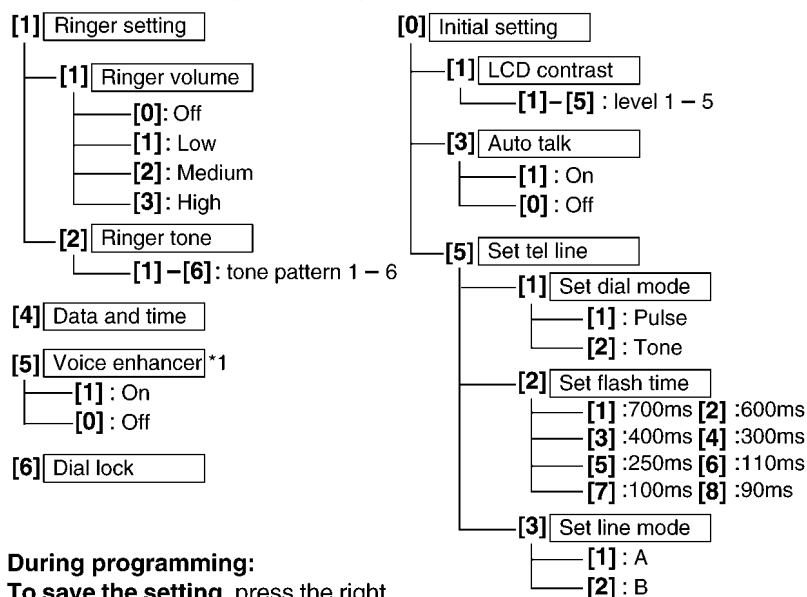 [1] Ringer setting
[1] Ringer volume
[0]: Off
[1]: Low
[2]: Medium
[3]: High
[2] Ringer tone
[1] – [6]: tone pattern 1 – 6
[4] Data and time
[5] Voice enhancer *1
[1] : On
[0] : Off
[6] Dial lock
During programming:
To save the setting, press the right
[0] Initial setting
[1] LCD contrast
[1] – [5] : level 1 – 5
[3] Auto talk
[1] : On
[0] : Off
[5] Set tel line
[1] Set dial mode
[1] : Pulse
[2] : Tone
[2] Set flash time
[1] :700ms [2] :600ms
[3] :400ms [4] :300ms
[5] :250ms [6] :110ms
[7] :100ms [8] :90ms
[3] Set line mode
[1] : A
[2] : B